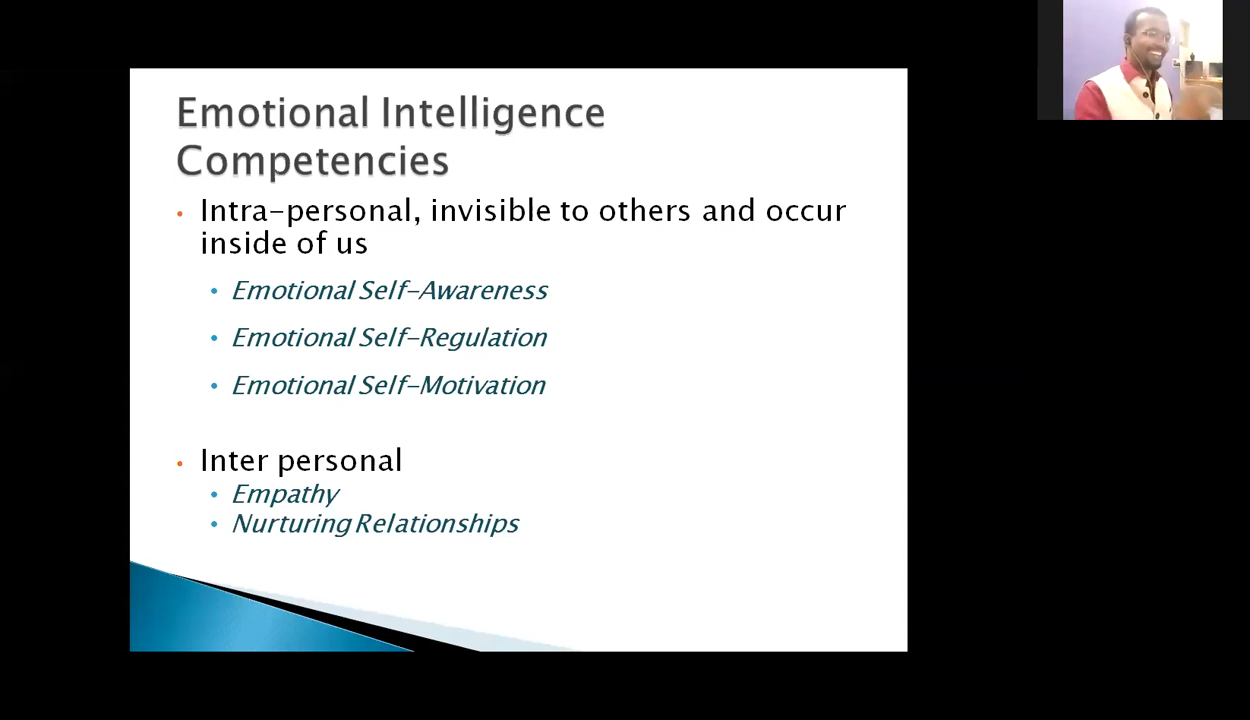 Emotional Intelligence
Competencies
• Intra-personal, invisible to others and occur
inside of us
• Emotional Self-Awareness
• Emotional Self-Regulation
• Emotional Self-Motivation
• Inter personal
• Empathy
• Nurturing Relationships